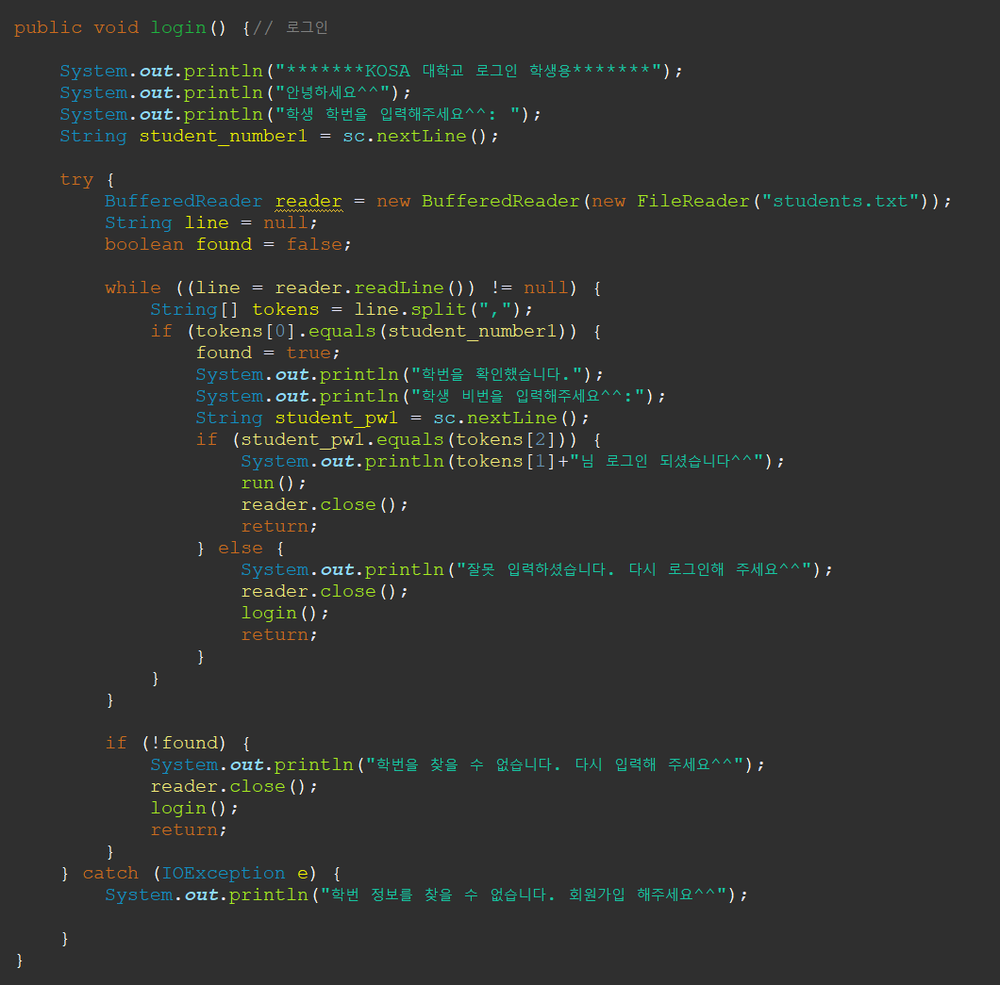 public void login() {// 로그인
System.out.println("*******KOSA 대학교 로그인 학생용*******");
System.out.println("안녕하세요^^");
System.out.println("학생 학번을 입력해주세요^^: ");
String student_number1 = sc.nextLine();
try {
BufferedReader reader = new BufferedReader(new FileReader("students.txt"));
String line = null;
boolean found = false;
while ((line = reader.readLine()) != null) {
String[] tokens = line.split(",");
if (tokens[0].equals(student_number1)) {
found = true;
System.out.println("학번을 확인했습니다.");
System.out.println("학생 비번을 입력해주세요^^:");
String student_pw1 = sc.nextLine();
if (student_pw1.equals(tokens[2])) {
System.out.println(tokens[1]+"님 로그인 되셨습니다^^");
run();
reader.close();
return;
} else {
System.out.println("잘못 입력하셨습니다. 다시 로그인해 주세요^^");
reader.close();
login();
return;
}
}
}
if (!found) {
System.out.println("학번을 찾을 수 없습니다. 다시 입력해 주세요^^");
reader.close();
login();
return;
}
} catch (IOException e) {
System.out.println("학번 정보를 찾을 수 없습니다. 회원가입 해주세요^^");
}
}